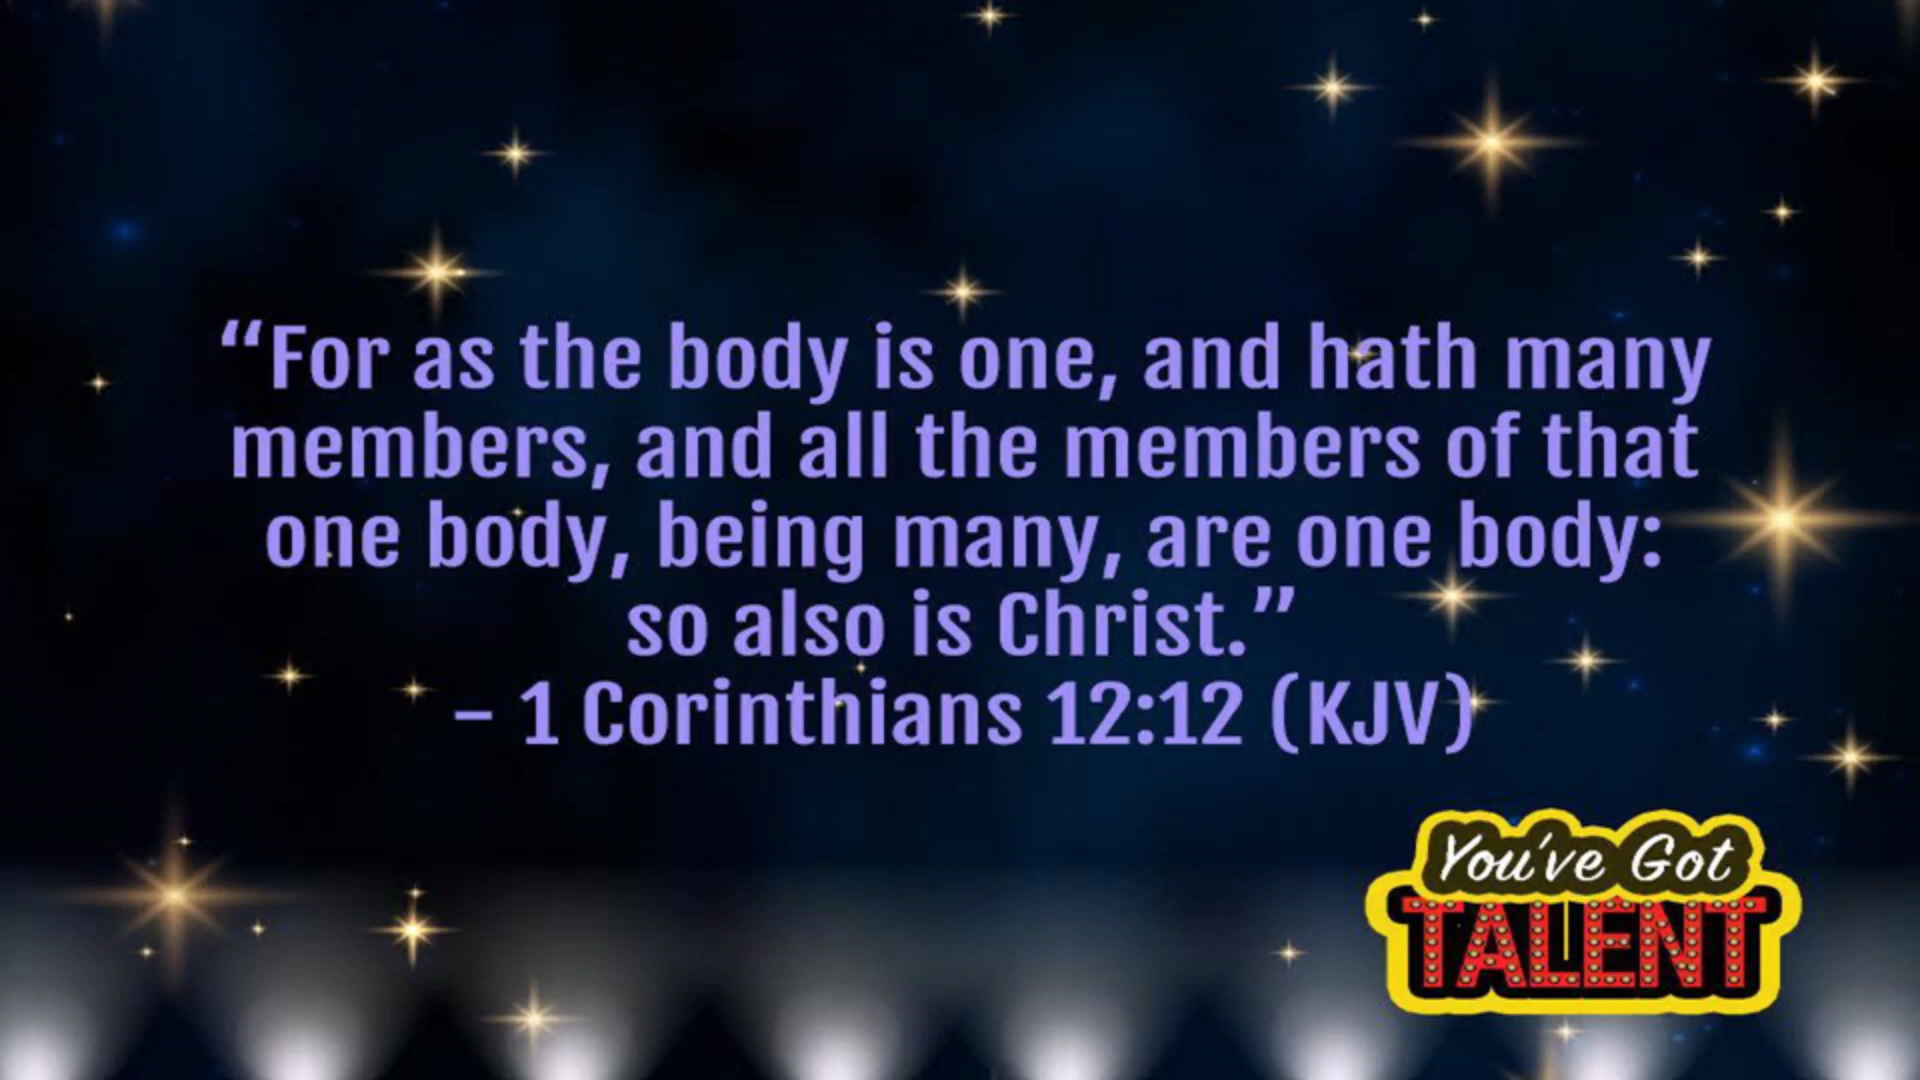 “For as the body is one, and hath many
members, and all the members of that
one body, being many, are one body:
so also is Christ.”
– 1 Corinthians 12:12 (KJV)
You've Got
TALENT